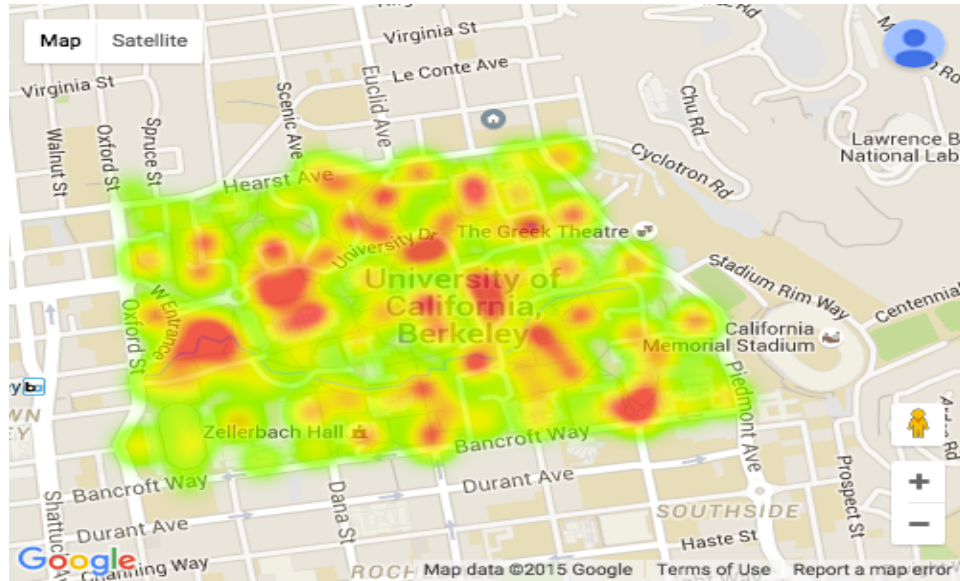 Map Satellite
Virginia St
Le Conte Ave
Virginia St
Euclid Ave
Scenic Ave
Spruce St
Oxford St
Walnut St
Chu Rd
Cyclotron Rd
Lawrence B
National Lab
Hearst Ave
University Dr
The Greek Theatre
University of
California,
Berkeley
Stadium Rim Way
Centennial
W Entrance
Oxford St
California
Memorial Stadium
Piedmont Ave
Zellerbach Hall
Bancroft Way
Bancroft Way
Durant Ave
Durant Ave
Dana St
Shattuc
SOUTHSIDE
Prospect St
Haste St
Channing Way
ROCH
Google
Map data ©2015 Google Terms of Use Report a map error